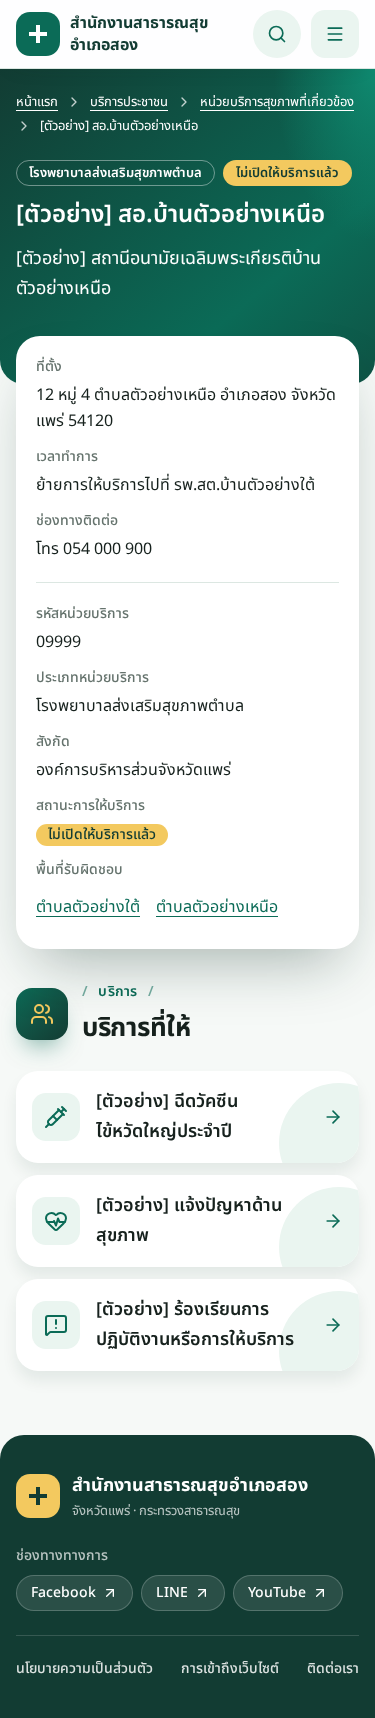 สำนักงานสาธารณสุข
อำเภอสอง
หน้าแรก > บริการประชาชน > หน่วยบริการสุขภาพที่เกี่ยวข้อง
> [ตัวอย่าง] สอ.บ้านตัวอย่างเหนือ
โรงพยาบาลส่งเสริมสุขภาพตำบล ไม่เปิดให้บริการแล้ว
[ตัวอย่าง] สอ.บ้านตัวอย่างเหนือ
[ตัวอย่าง] สถานีอนามัยเฉลิมพระเกียรติบ้าน
ตัวอย่างเหนือ
ที่ตั้ง
12 หมู่ 4 ตำบลตัวอย่างเหนือ อำเภอสอง จังหวัด
แพร่ 54120
เวลาทำการ
ย้ายการให้บริการไปที่ รพ.สต.บ้านตัวอย่างใต้
ช่องทางติดต่อ
โทร 054 000 900
รหัสหน่วยบริการ
09999
ประเภทหน่วยบริการ
โรงพยาบาลส่งเสริมสุขภาพตำบล
สังกัด
องค์การบริหารส่วนจังหวัดแพร่
สถานะการให้บริการ
ไม่เปิดให้บริการแล้ว
พื้นที่รับผิดชอบ
ตำบลตัวอย่างใต้ ตำบลตัวอย่างเหนือ
/ บริการ /
บริการที่ให้
[ตัวอย่าง] ฉีดวัคซีน
ไข้หวัดใหญ่ประจำปี
[ตัวอย่าง] แจ้งปัญหาด้าน
สุขภาพ
[ตัวอย่าง] ร้องเรียนการ
ปฏิบัติงานหรือการให้บริการ
สำนักงานสาธารณสุขอำเภอสอง
จังหวัดแพร่ · กระทรวงสาธารณสุข
ช่องทางทางการ
Facebook LINE YouTube
นโยบายความเป็นส่วนตัว การเข้าถึงเว็บไซต์ ติดต่อเรา